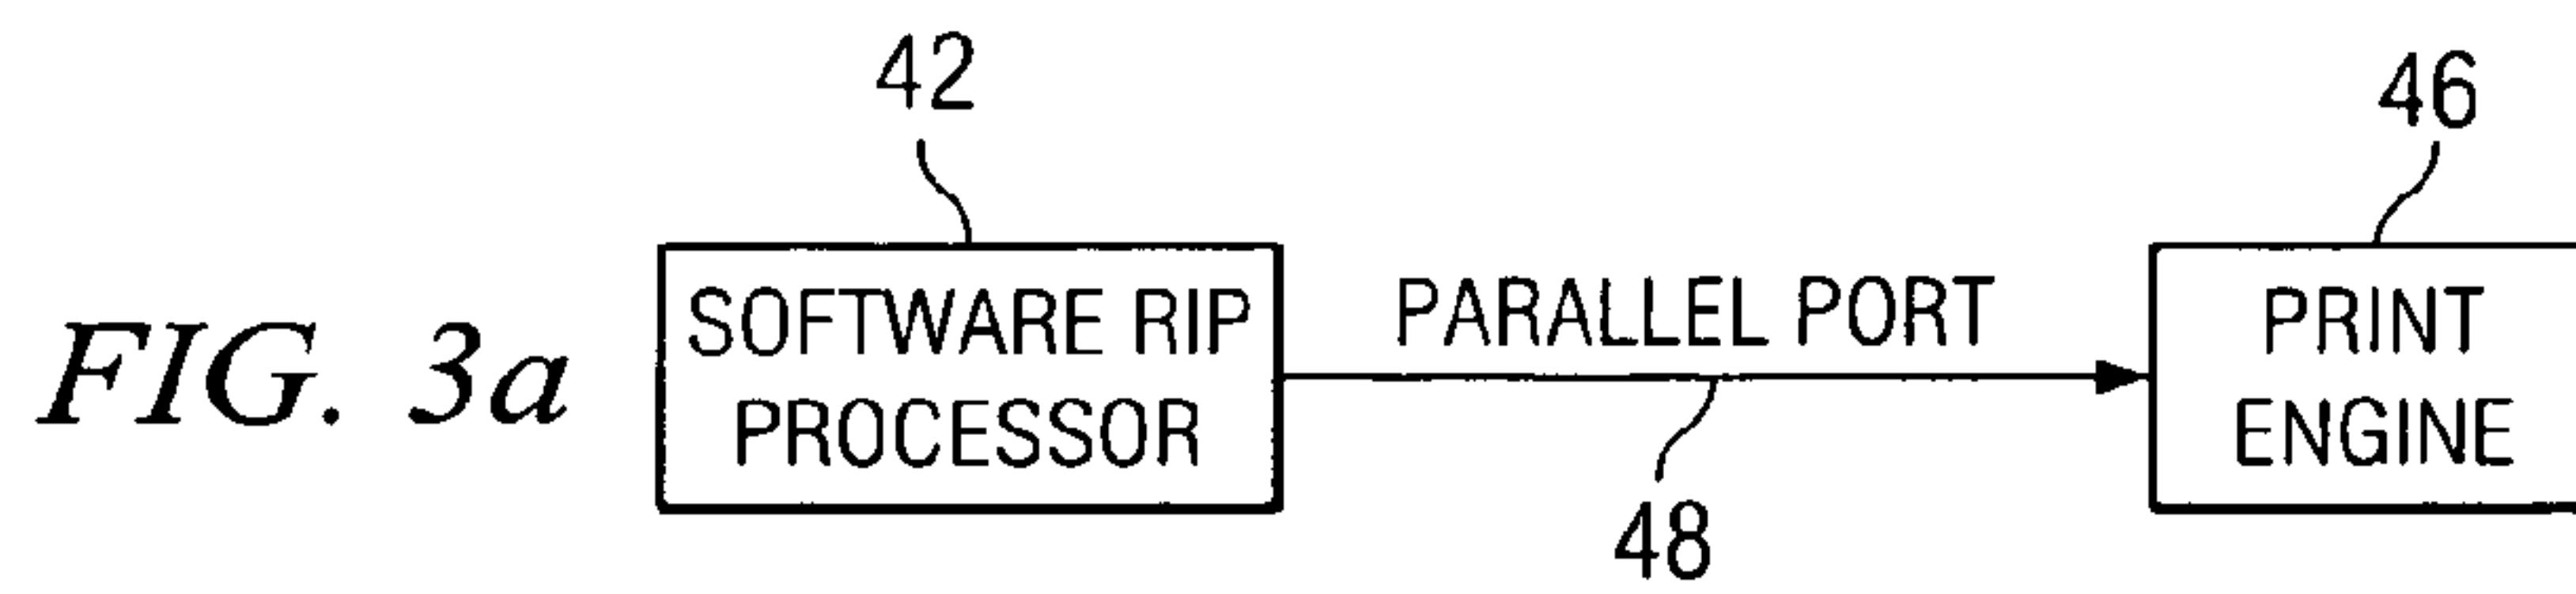 42
46
FIG. 3a
SOFTWARE RIP
PROCESSOR
PARALLEL PORT
48
PRINT
ENGINE